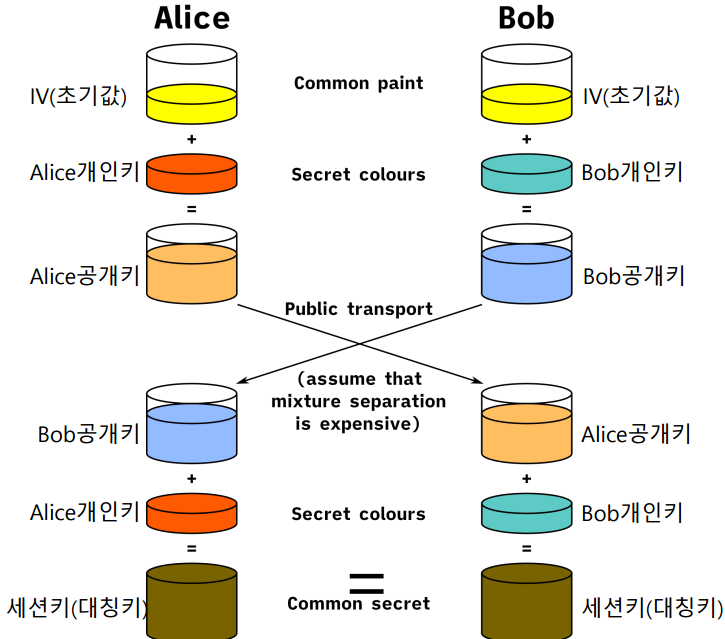 Alice
Bob
IV(초기값)
Common paint
IV(초기값)
+
+
Alice개인키
Secret colours
Bob개인키
=
=
Alice공개키
Bob공개키
Public transport
(assume that
mixture separation
is expensive)
Bob공개키
Alice공개키
+
+
Alice개인키
Secret colours
Bob개인키
=
=
=
세션키(대칭키)
Common secret
세션키(대칭키)